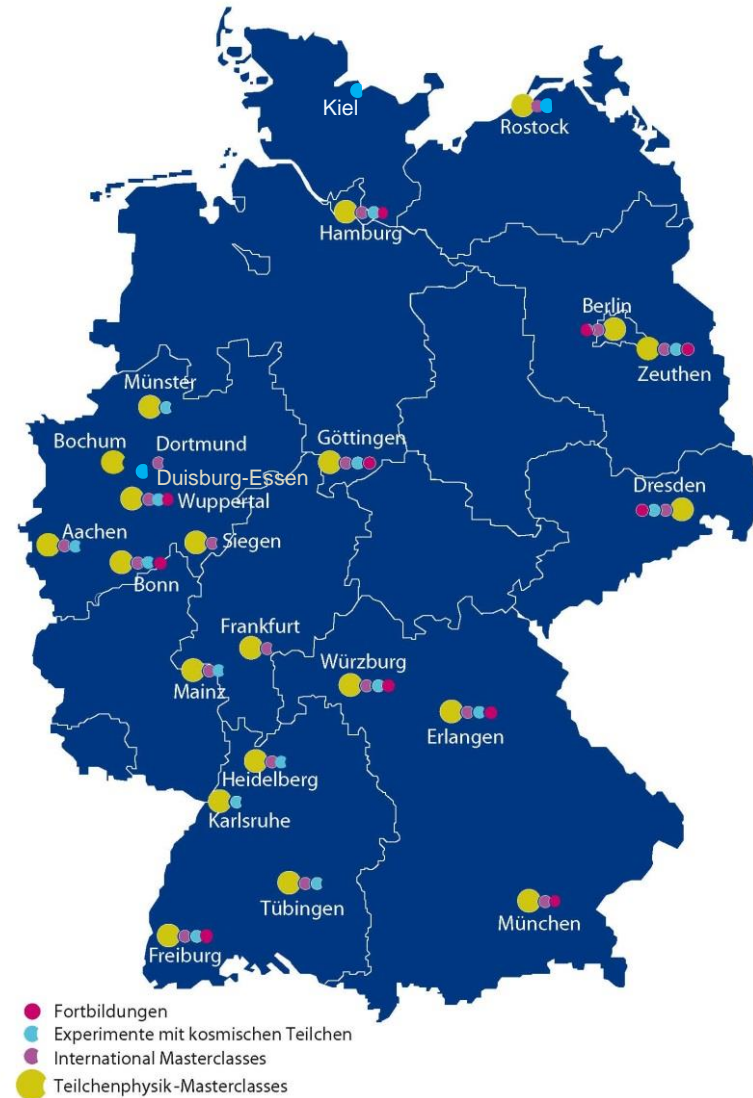 Kiel
Rostock
Hamburg
Berlin
Zeuthen
Münster
Bochum
Dortmund
Göttingen
Duisburg-Essen
Wuppertal
Dresden
Aachen
Siegen
Bonn
Frankfurt
Würzburg
Mainz
Erlangen
Heidelberg
Karlsruhe
Tübingen
München
Freiburg
Fortbildungen
Experimente mit kosmischen Teilchen
International Masterclasses
Teilchenphysik-Masterclasses